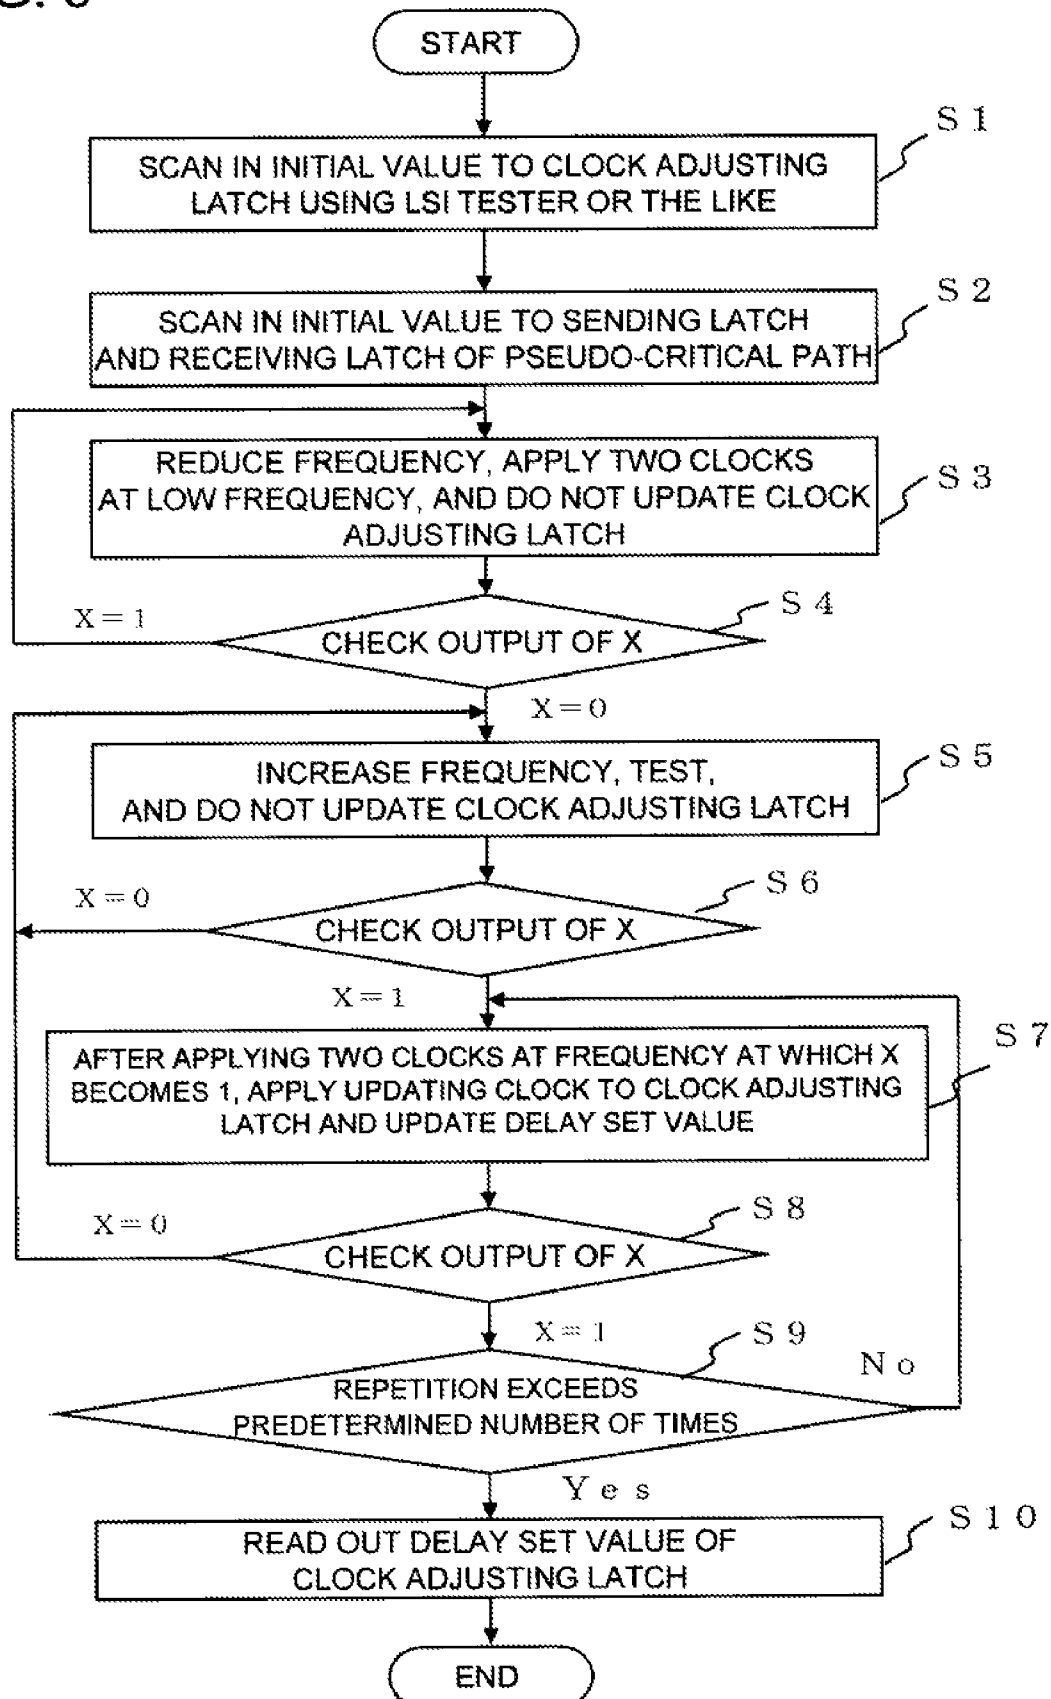 START
S 1
SCAN IN INITIAL VALUE TO CLOCK ADJUSTING
LATCH USING LSI TESTER OR THE LIKE
S 2
SCAN IN INITIAL VALUE TO SENDING LATCH
AND RECEIVING LATCH OF PSEUDO-CRITICAL PATH
S 3
REDUCE FREQUENCY, APPLY TWO CLOCKS
AT LOW FREQUENCY, AND DO NOT UPDATE CLOCK
ADJUSTING LATCH
X = 1
S 4
CHECK OUTPUT OF X
X = 0
S 5
INCREASE FREQUENCY, TEST,
AND DO NOT UPDATE CLOCK ADJUSTING LATCH
X = 0
S 6
CHECK OUTPUT OF X
X = 1
S 7
AFTER APPLYING TWO CLOCKS AT FREQUENCY AT WHICH X
BECOMES 1, APPLY UPDATING CLOCK TO CLOCK ADJUSTING
LATCH AND UPDATE DELAY SET VALUE
X = 0
S 8
CHECK OUTPUT OF X
X = 1
S 9
No
REPETITION EXCEEDS
PREDETERMINED NUMBER OF TIMES
Yes
S 1 0
READ OUT DELAY SET VALUE OF
CLOCK ADJUSTING LATCH
END